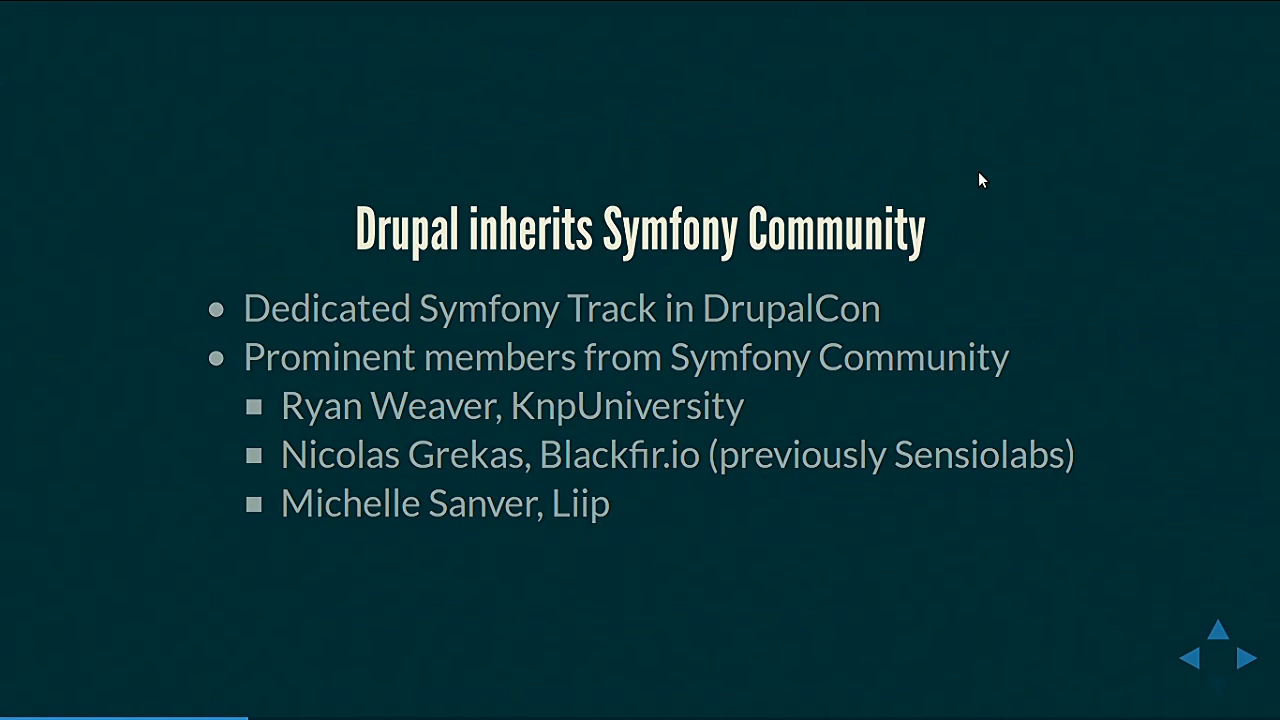 Drupal inherits Symfony Community
Dedicated Symfony Track in DrupalCon
Prominent members from Symfony Community
Ryan Weaver, KnpUniversity
Nicolas Grekas, Blackfir.io (previously Sensiolabs)
Michelle Sanver, Liip